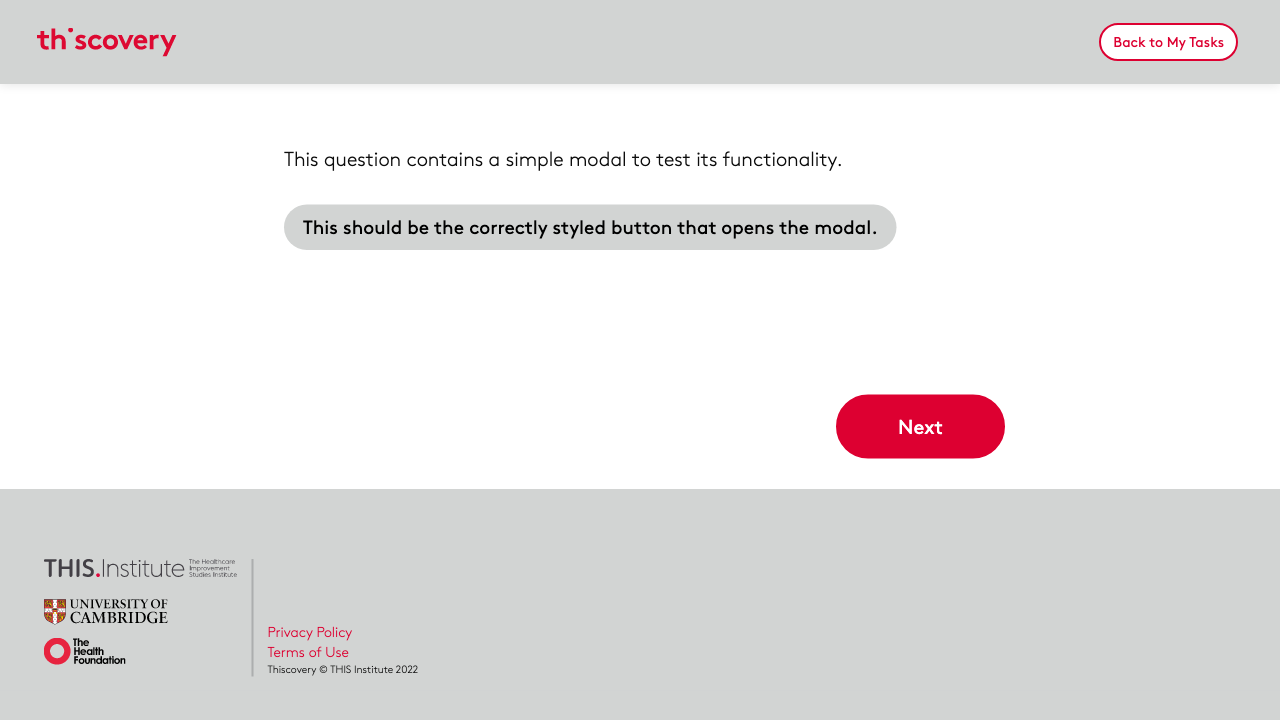 thiscovery
Back to My Tasks
This question contains a simple modal to test its functionality.
This should be the correctly styled button that opens the modal.
Next
THIS.Institute
The Healthcare
Improvement
Studies Institute
UNIVERSITY OF
CAMBRIDGE
The
Health
Foundation
Privacy Policy
Terms of Use
Thiscovery © THIS Institute 2022